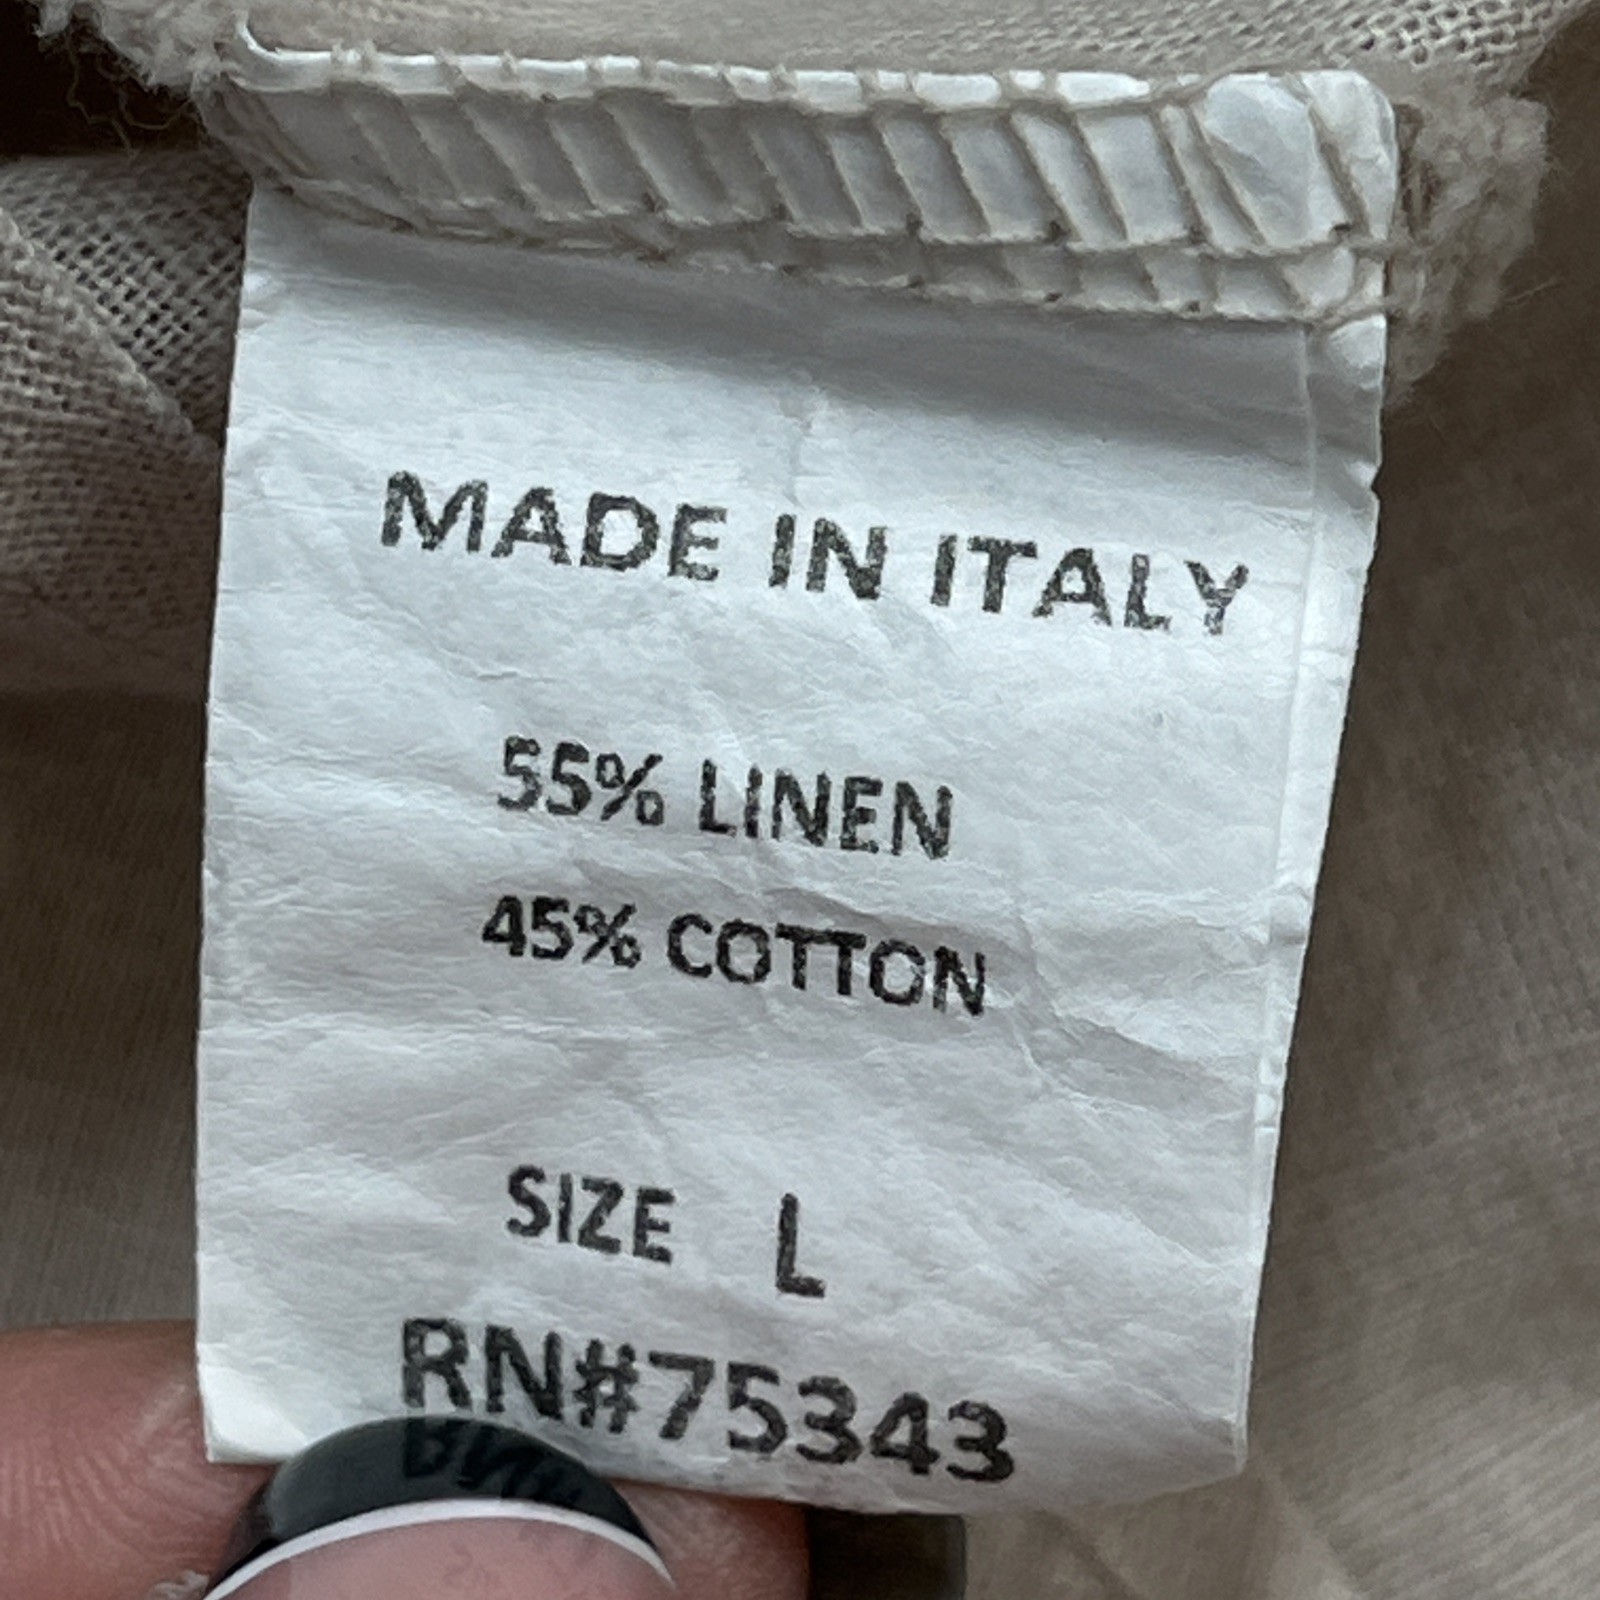 MADE IN ITALY
55% LINEN
45% COTTON
SIZE L
RN#75343